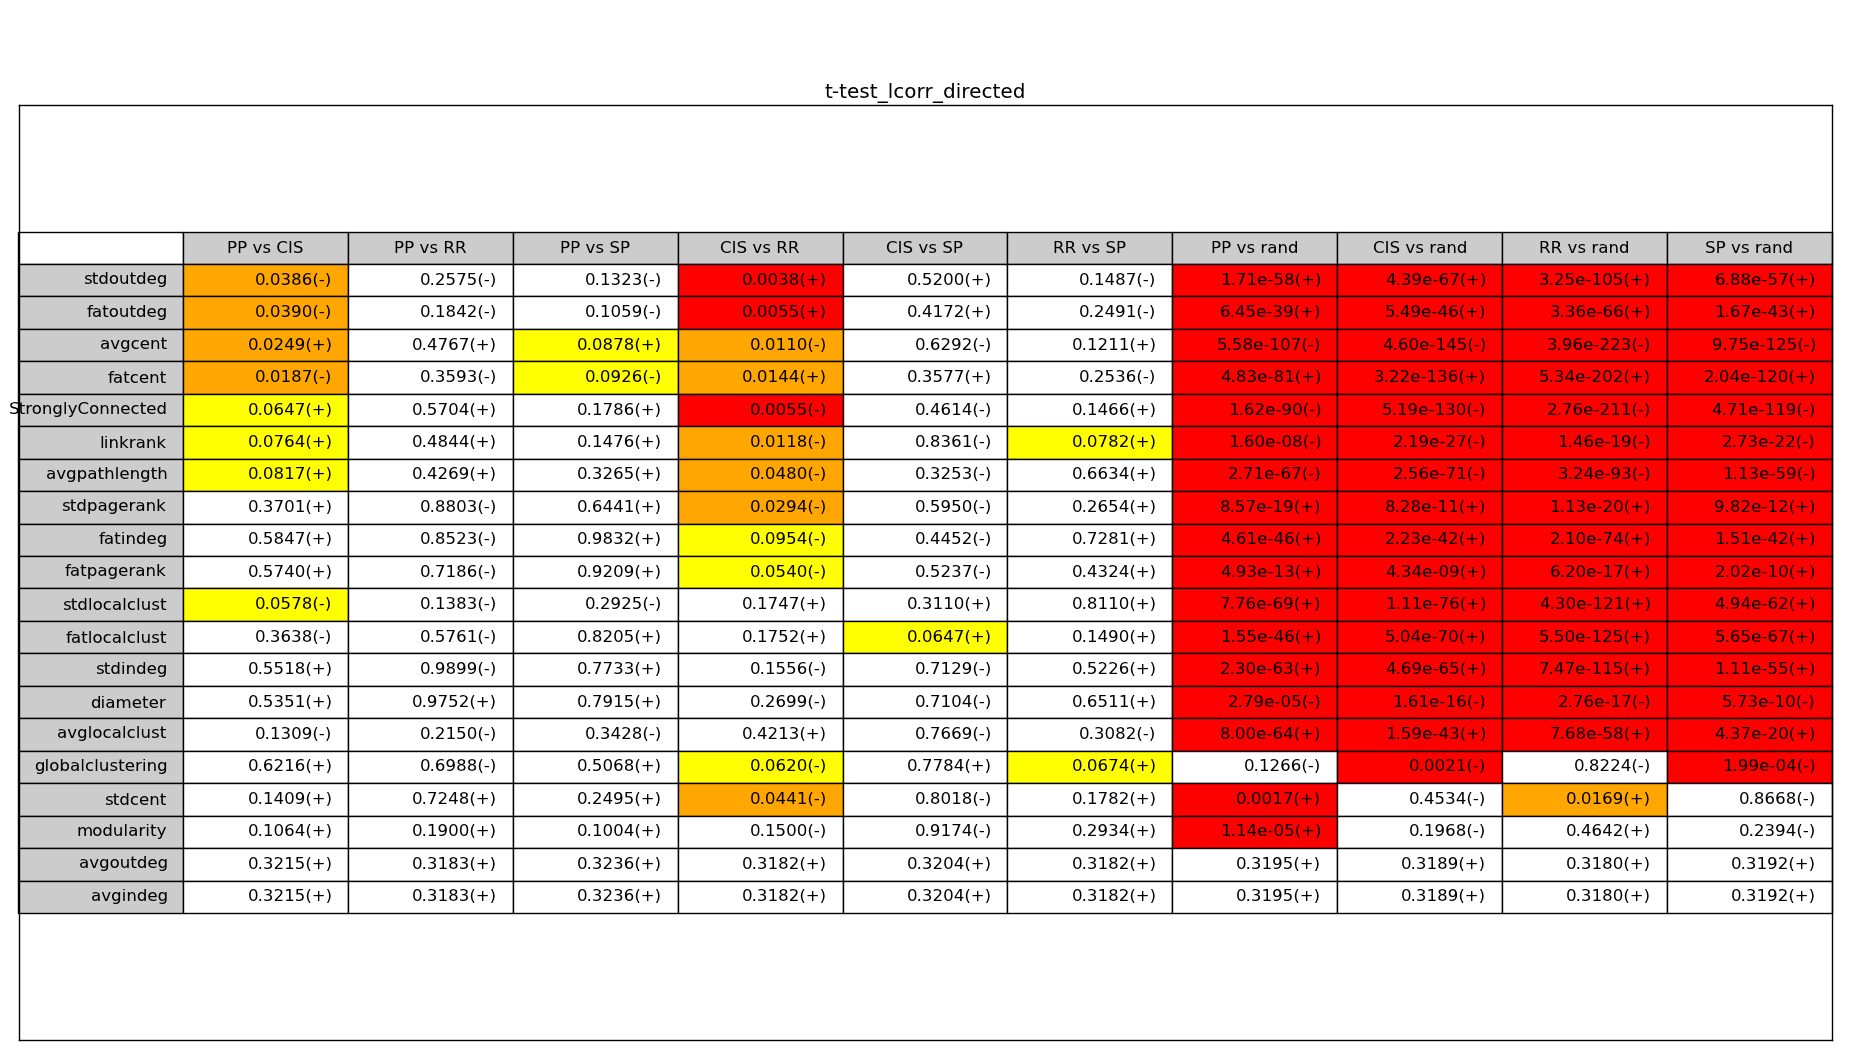 t-test_lcorr_directed
PP vs CIS PP vs RR PP vs SP CIS vs RR CIS vs SP RR vs SP PP vs rand CIS vs rand RR vs rand SP vs rand
stdoutdeg 0.0386(-) 0.2575(-) 0.1323(-) 0.0038(+) 0.5200(+) 0.1487(-) 1.71e-58(+) 4.39e-67(+) 3.25e-105(+) 6.88e-57(+)
fatoutdeg 0.0390(-) 0.1842(-) 0.1059(-) 0.0055(+) 0.4172(+) 0.2491(-) 6.45e-39(+) 5.49e-46(+) 3.36e-66(+) 1.67e-43(+)
avgcent 0.0249(+) 0.4767(+) 0.0878(+) 0.0110(-) 0.6292(-) 0.1211(+) 5.58e-107(-) 4.60e-145(-) 3.96e-223(-) 9.75e-125(-)
fatcent 0.0187(-) 0.3593(-) 0.0926(-) 0.0144(+) 0.3577(+) 0.2536(-) 4.83e-81(+) 3.22e-136(+) 5.34e-202(+) 2.04e-120(+)
StronglyConnected 0.0647(+) 0.5704(+) 0.1786(+) 0.0055(-) 0.4614(-) 0.1466(+) 1.62e-90(-) 5.19e-130(-) 2.76e-211(-) 4.71e-119(-)
linkrank 0.0764(+) 0.4844(+) 0.1476(+) 0.0118(-) 0.8361(-) 0.0782(+) 1.60e-08(-) 2.19e-27(-) 1.46e-19(-) 2.73e-22(-)
avgpathlength 0.0817(+) 0.4269(+) 0.3265(+) 0.0480(-) 0.3253(-) 0.6634(+) 2.71e-67(-) 2.56e-71(-) 3.24e-93(-) 1.13e-59(-)
stdpagerank 0.3701(+) 0.8803(-) 0.6441(+) 0.0294(-) 0.5950(-) 0.2654(+) 8.57e-19(+) 8.28e-11(+) 1.13e-20(+) 9.82e-12(+)
fatindeg 0.5847(+) 0.8523(-) 0.9832(+) 0.0954(-) 0.4452(-) 0.7281(+) 4.61e-46(+) 2.23e-42(+) 2.10e-74(+) 1.51e-42(+)
fatpagerank 0.5740(+) 0.7186(-) 0.9209(+) 0.0540(-) 0.5237(-) 0.4324(+) 4.93e-13(+) 4.34e-09(+) 6.20e-17(+) 2.02e-10(+)
stdlocalclust 0.0578(-) 0.1383(-) 0.2925(-) 0.1747(+) 0.3110(+) 0.8110(+) 7.76e-69(+) 1.11e-76(+) 4.30e-121(+) 4.94e-62(+)
fatlocalclust 0.3638(-) 0.5761(-) 0.8205(+) 0.1752(+) 0.0647(+) 0.1490(+) 1.55e-46(+) 5.04e-70(+) 5.50e-125(+) 5.65e-67(+)
stdindeg 0.5518(+) 0.9899(-) 0.7733(+) 0.1556(-) 0.7129(-) 0.5226(+) 2.30e-63(+) 4.69e-65(+) 7.47e-115(+) 1.11e-55(+)
diameter 0.5351(+) 0.9752(+) 0.7915(+) 0.2699(-) 0.7104(-) 0.6511(+) 2.79e-05(-) 1.61e-16(-) 2.76e-17(-) 5.73e-10(-)
avglocalclust 0.1309(-) 0.2150(-) 0.3428(-) 0.4213(+) 0.7669(-) 0.3082(-) 8.00e-64(+) 1.59e-43(+) 7.68e-58(+) 4.37e-20(+)
globalclustering 0.6216(+) 0.6988(-) 0.5068(+) 0.0620(-) 0.7784(+) 0.0674(+) 0.1266(-) 0.0021(-) 0.8224(-) 1.99e-04(-)
stdcent 0.1409(+) 0.7248(+) 0.2495(+) 0.0441(-) 0.8018(-) 0.1782(+) 0.0017(+) 0.4534(-) 0.0169(+) 0.8668(-)
modularity 0.1064(+) 0.1900(+) 0.1004(+) 0.1500(-) 0.9174(-) 0.2934(+) 1.14e-05(+) 0.1968(-) 0.4642(+) 0.2394(-)
avgoutdeg 0.3215(+) 0.3183(+) 0.3236(+) 0.3182(+) 0.3204(+) 0.3182(+) 0.3195(+) 0.3189(+) 0.3180(+) 0.3192(+)
avgindeg 0.3215(+) 0.3183(+) 0.3236(+) 0.3182(+) 0.3204(+) 0.3182(+) 0.3195(+) 0.3189(+) 0.3180(+) 0.3192(+)